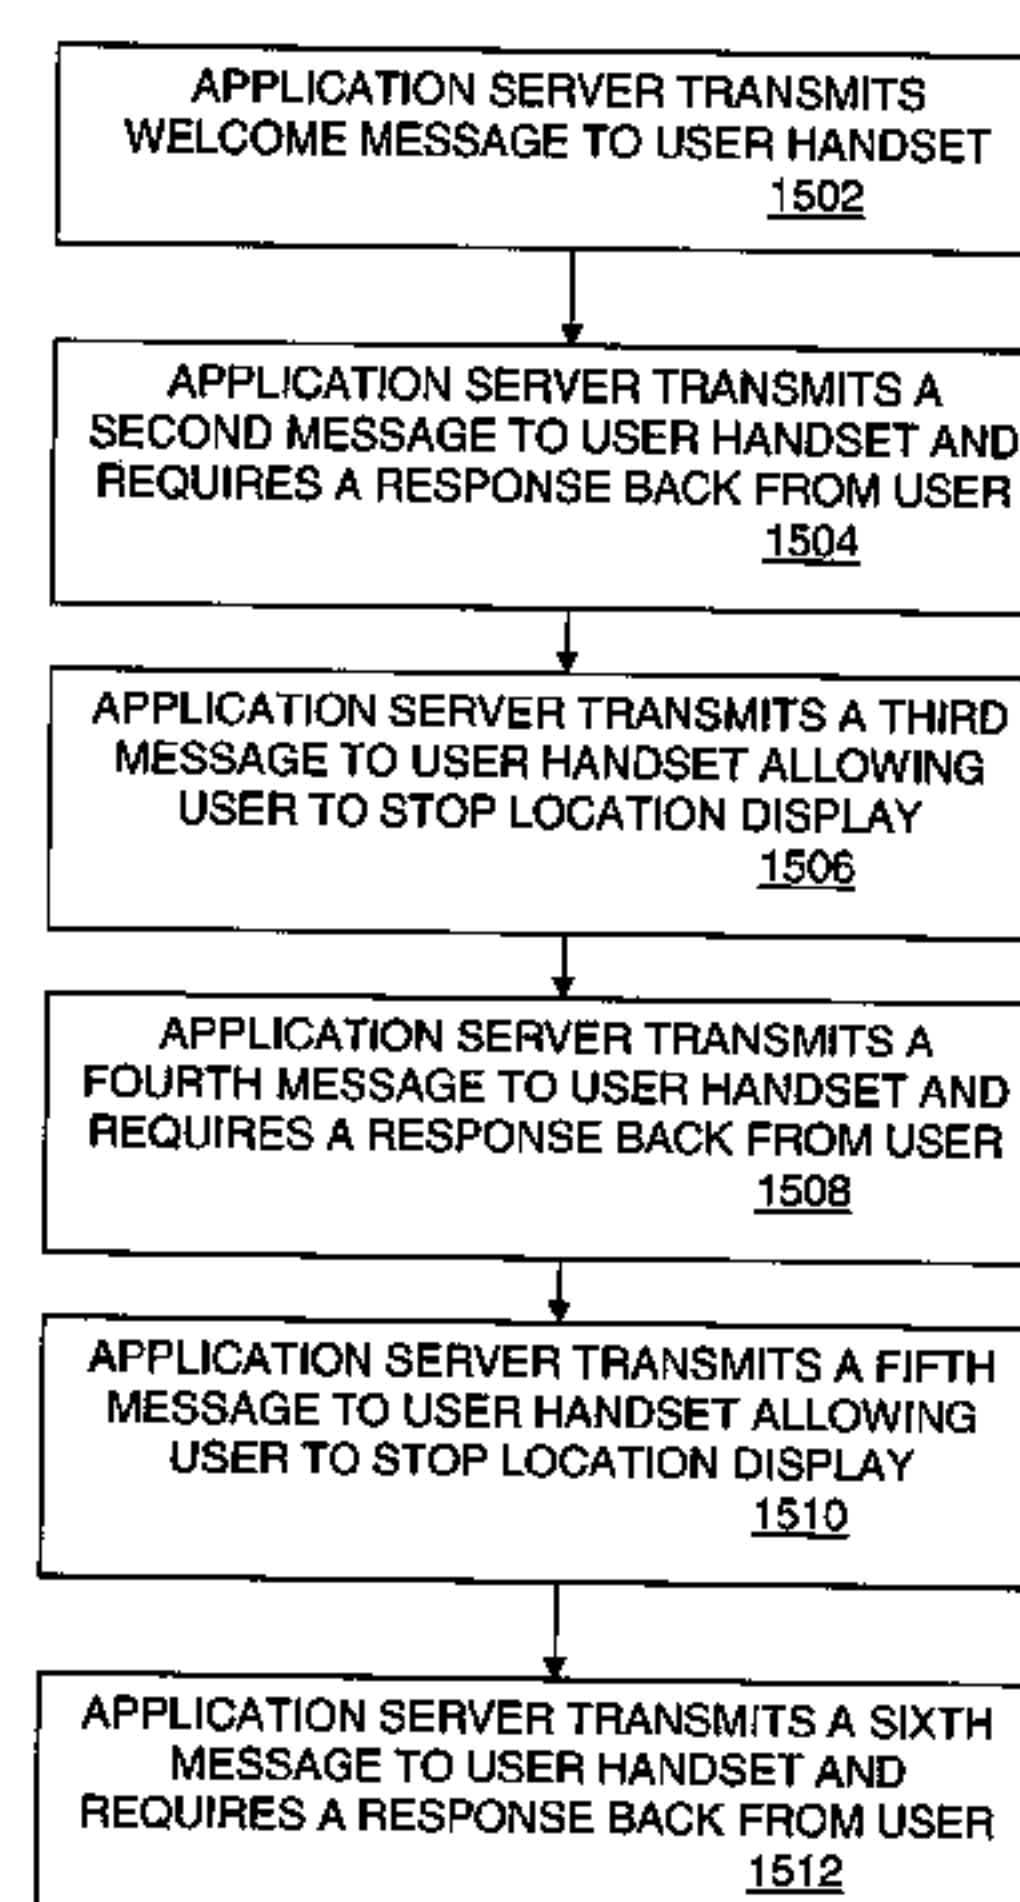 APPLICATION SERVER TRANSMITS
WELCOME MESSAGE TO USER HANDSET
1502
APPLICATION SERVER TRANSMITS A
SECOND MESSAGE TO USER HANDSET AND
REQUIRES A RESPONSE BACK FROM USER
1504
APPLICATION SERVER TRANSMITS A THIRD
MESSAGE TO USER HANDSET ALLOWING
USER TO STOP LOCATION DISPLAY
1506
APPLICATION SERVER TRANSMITS A
FOURTH MESSAGE TO USER HANDSET AND
REQUIRES A RESPONSE BACK FROM USER
1508
APPLICATION SERVER TRANSMITS A FIFTH
MESSAGE TO USER HANDSET ALLOWING
USER TO STOP LOCATION DISPLAY
1510
APPLICATION SERVER TRANSMITS A SIXTH
MESSAGE TO USER HANDSET AND
REQUIRES A RESPONSE BACK FROM USER
1512